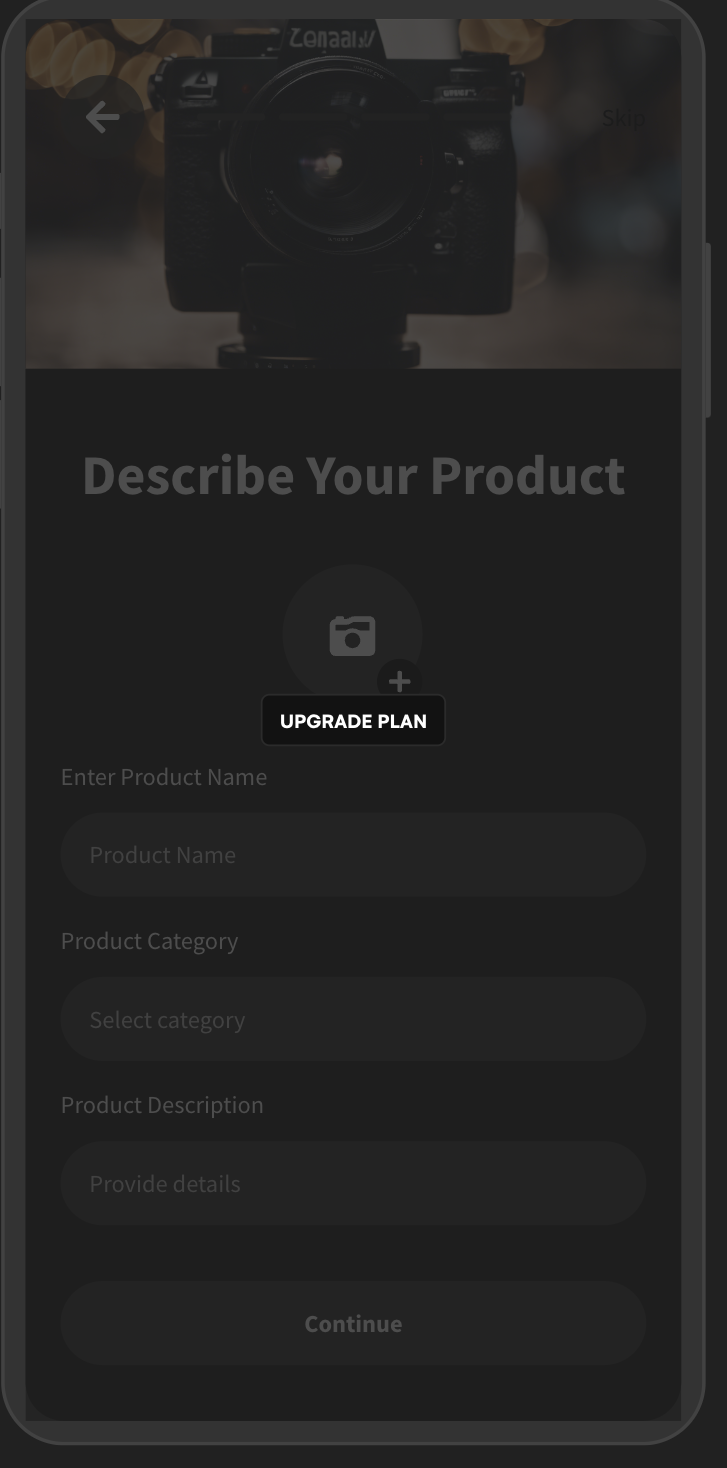 Skip
Describe Your Product
UPGRADE PLAN
Enter Product Name
Product Name
Product Category
Select category
Product Description
Provide details
Continue